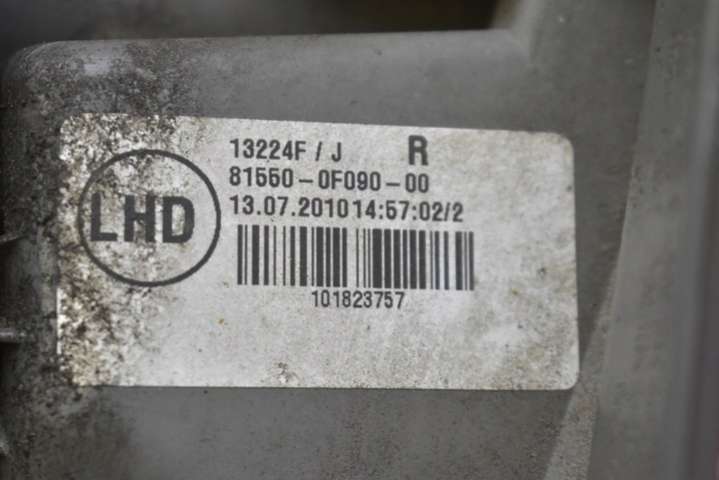 13224F / J R
81550-0F090-00
LHD
13.07.2010 14:57:02/2
101823757